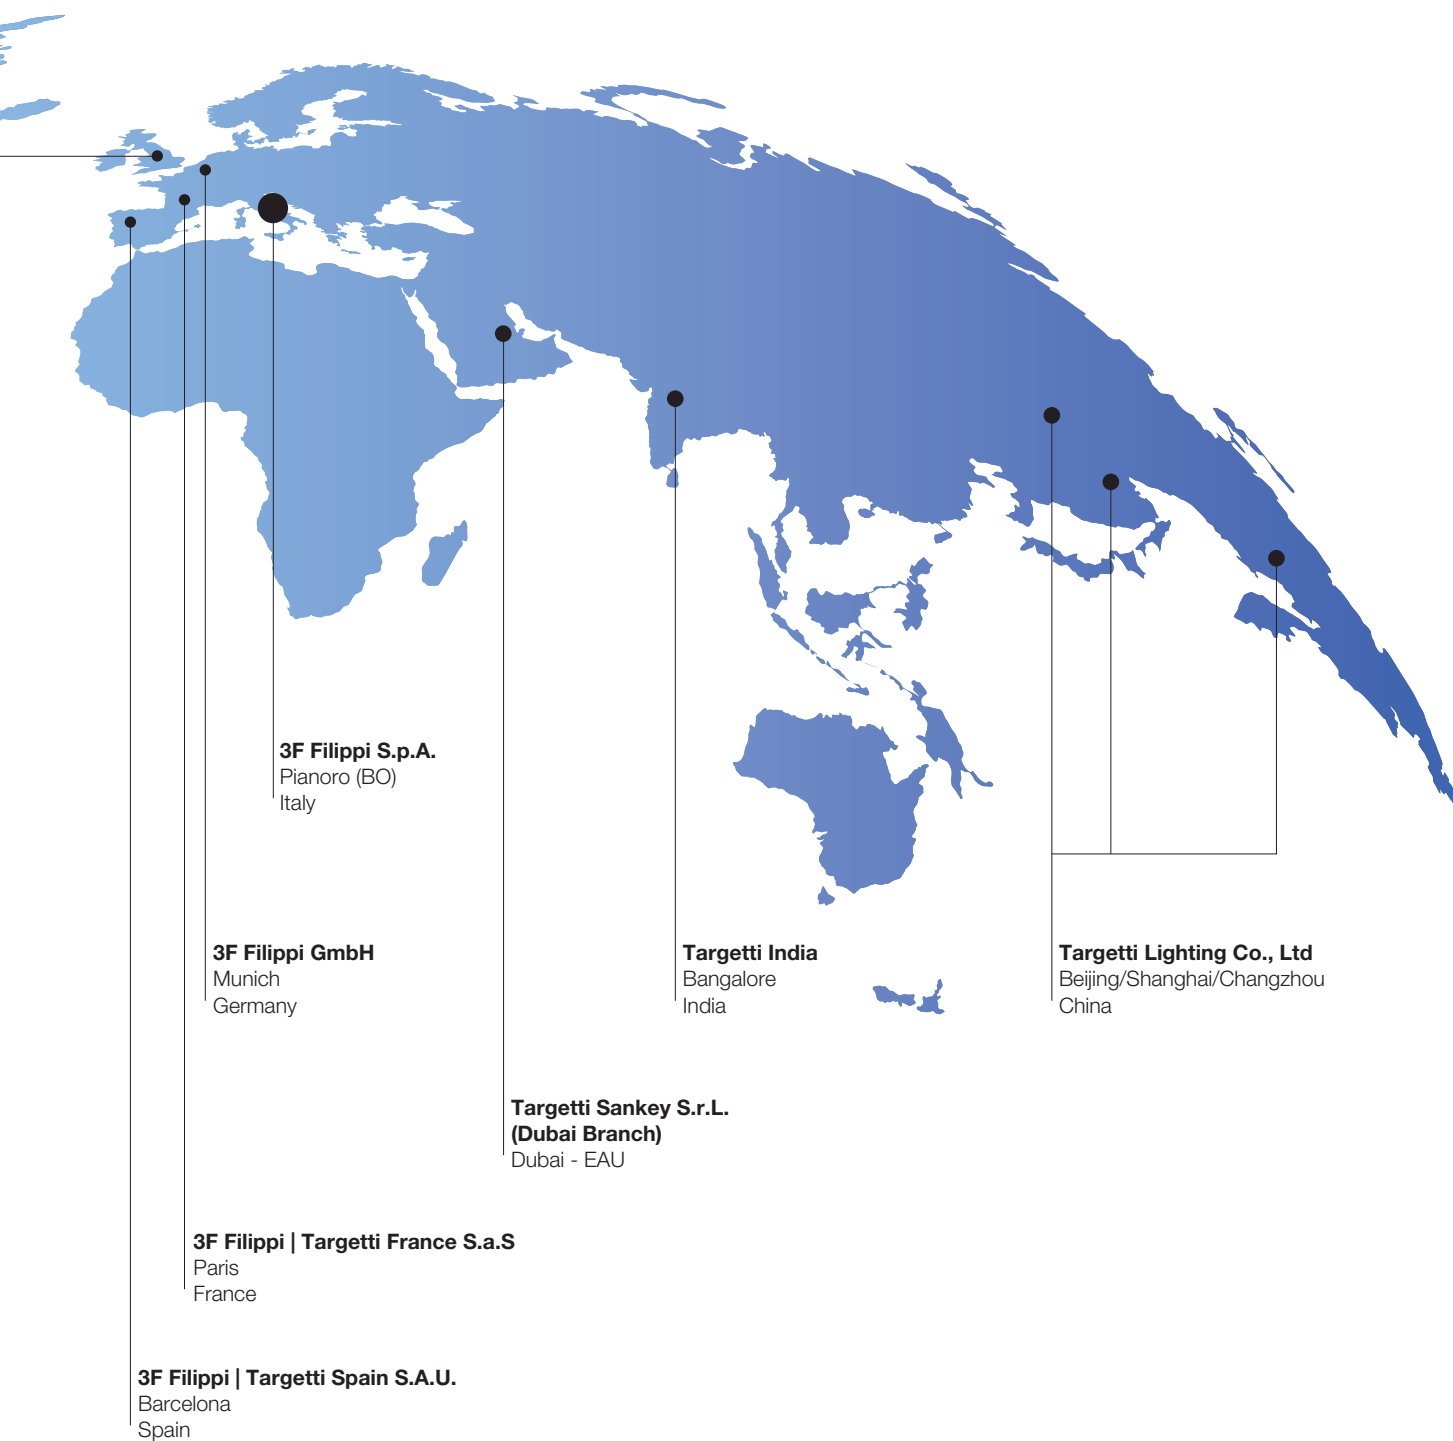 3F Filippi S.p.A.
Pianoro (BO)
Italy
3F Filippi GmbH
Munich
Germany
Targetti India
Bangalore
India
Targetti Lighting Co., Ltd
Beijing/Shanghai/Changzhou
China
Targetti Sankey S.r.L.
(Dubai Branch)
Dubai - EAU
3F Filippi | Targetti France S.a.S
Paris
France
3F Filippi | Targetti Spain S.A.U.
Barcelona
Spain